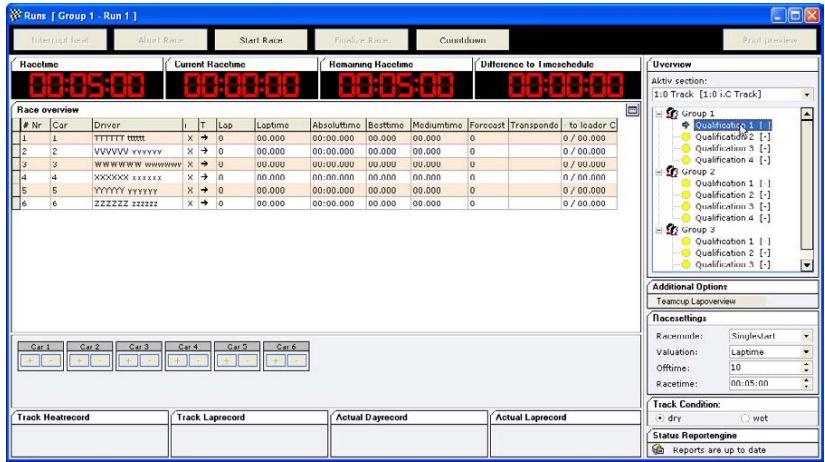 Runs [ Group 1 - Run 1 ]
Interrupt heat Abort Race Start Race Finalize Race Countdown Print preview
Racetime Current Racetime Remaining Racetime Difference to Timeschedule Overview
00:05:00 00:00:00 00:05:00 00:00:00
Aktiv section:
1:8 Track [1:8 i.C Track]
Race overview
# Nr Car Driver T Lap Laptime Absoluttime Besttime Mediumtime Forecast Transponde to leader C
1 1 TTTTTT tttttt X → 0 00.000 00:00.000 00.000 00.000 0 0 / 00.000
2 2 VVVVVV vvvvvv X → 0 00.000 00:00.000 00.000 00.000 0 0 / 00.000
3 3 WWWWWW wwwwww X → 0 00.000 00:00.000 00.000 00.000 0 0 / 00.000
4 4 XXXXXX xxxxxx X → 0 00.000 00:00.000 00.000 00.000 0 0 / 00.000
5 5 YYYYYY yyyyyy X → 0 00.000 00:00.000 00.000 00.000 0 0 / 00.000
6 6 ZZZZZZ zzzzzz X → 0 00.000 00:00.000 00.000 00.000 0 0 / 00.000
Group 1
Qualification 1 [-]
Qualification 2 [-]
Qualification 3 [-]
Qualification 4 [-]
Group 2
Qualification 1 [-]
Qualification 2 [-]
Qualification 3 [-]
Qualification 4 [-]
Group 3
Qualification 1 [-]
Qualification 2 [-]
Qualification 3 [-]
Additional Options
Teamcup Lapoverview
Racesettings
Racemode: Singlestart
Valuation: Laptime
Offtime: 10
Racetime: 00:05:00
Car 1 Car 2 Car 3 Car 4 Car 5 Car 6
+ - + - + - + - + - + -
Track Condition:
dry wet
Track Heatrecord Track Laprecord Actual Dayrecord Actual Laprecord
Status Reportengine
Reports are up to date